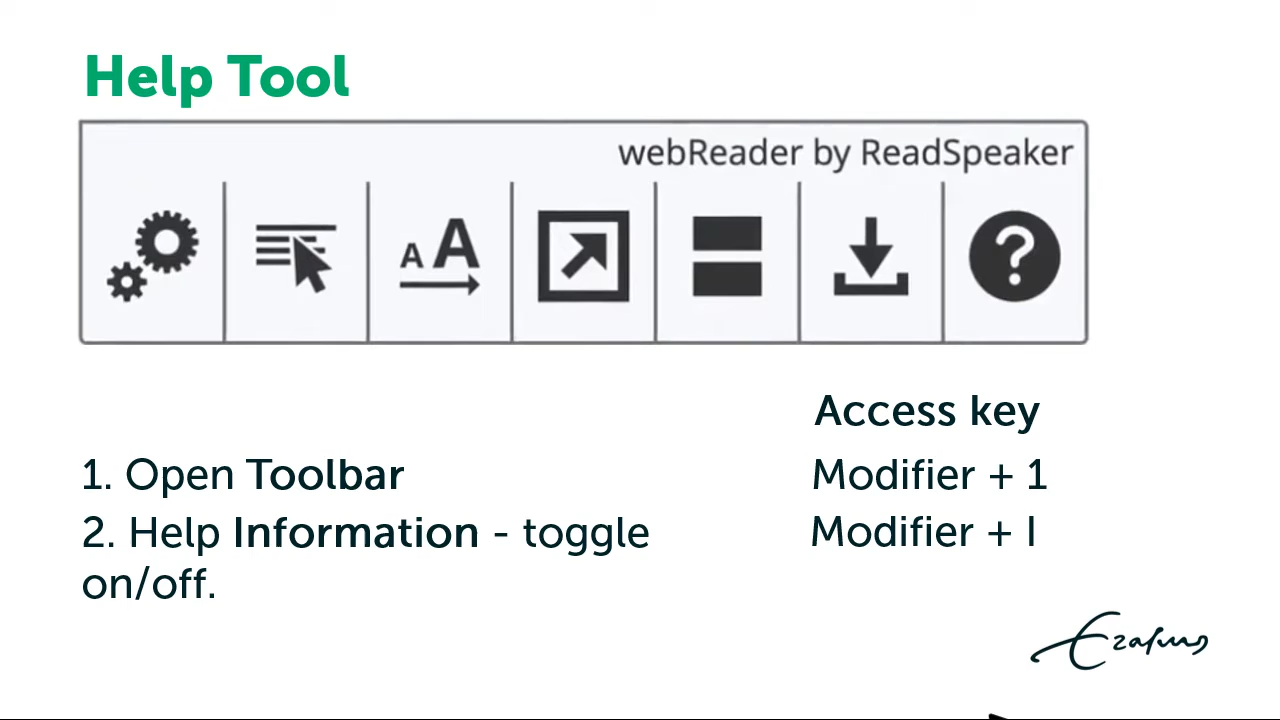 Help Tool
webReader by ReadSpeaker
A A
?
Access key
1. Open Toolbar Modifier + 1
2. Help Information - toggle Modifier + I
on/off.
Erasmus